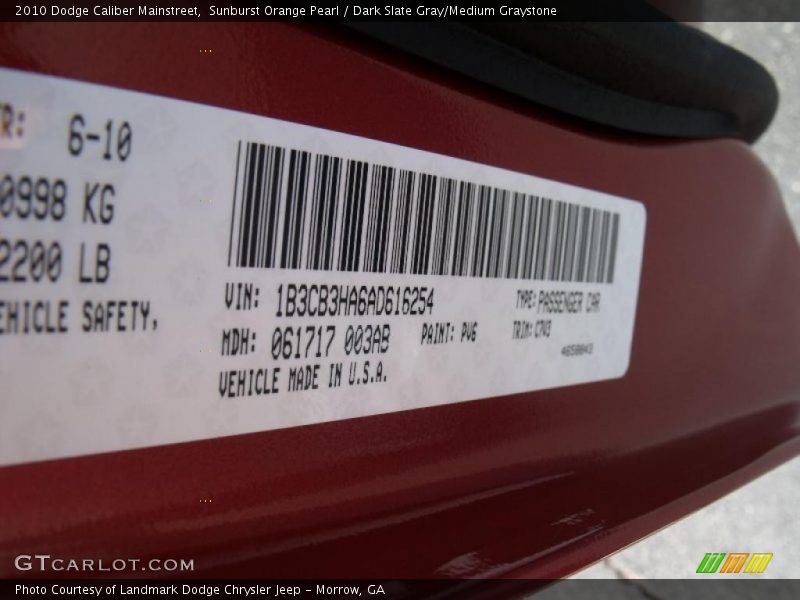 2010 Dodge Caliber Mainstreet,  Sunburst Orange Pearl / Dark Slate Gray/Medium Graystone
R: 6-10
0998 KG
2200 LB
EHICLE SAFETY,
VIN: 1B3CB3HA6AD616254 TYPE: PASSENGER CAR
MDH: 061717 003AB PAINT: PV6 TRIM: C7V3
VEHICLE MADE IN U.S.A.
GTCARLOT.COM
Photo Courtesy of Landmark Dodge Chrysler Jeep - Morrow, GA